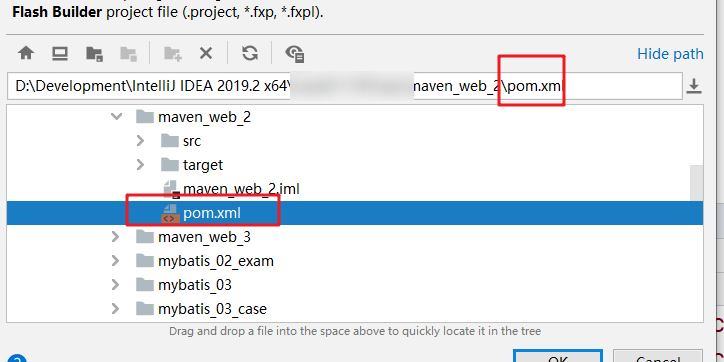 Flash Builder project file (.project, *.fxp, *.fxpl).
Hide path
D:\Development\IntelliJ IDEA 2019.2 x64\ maven_web_2\pom.xml
maven_web_2
src
target
maven_web_2.iml
pom.xml
maven_web_3
mybatis_02_exam
mybatis_03
mybatis_03_case
Drag and drop a file into the space above to quickly locate it in the tree